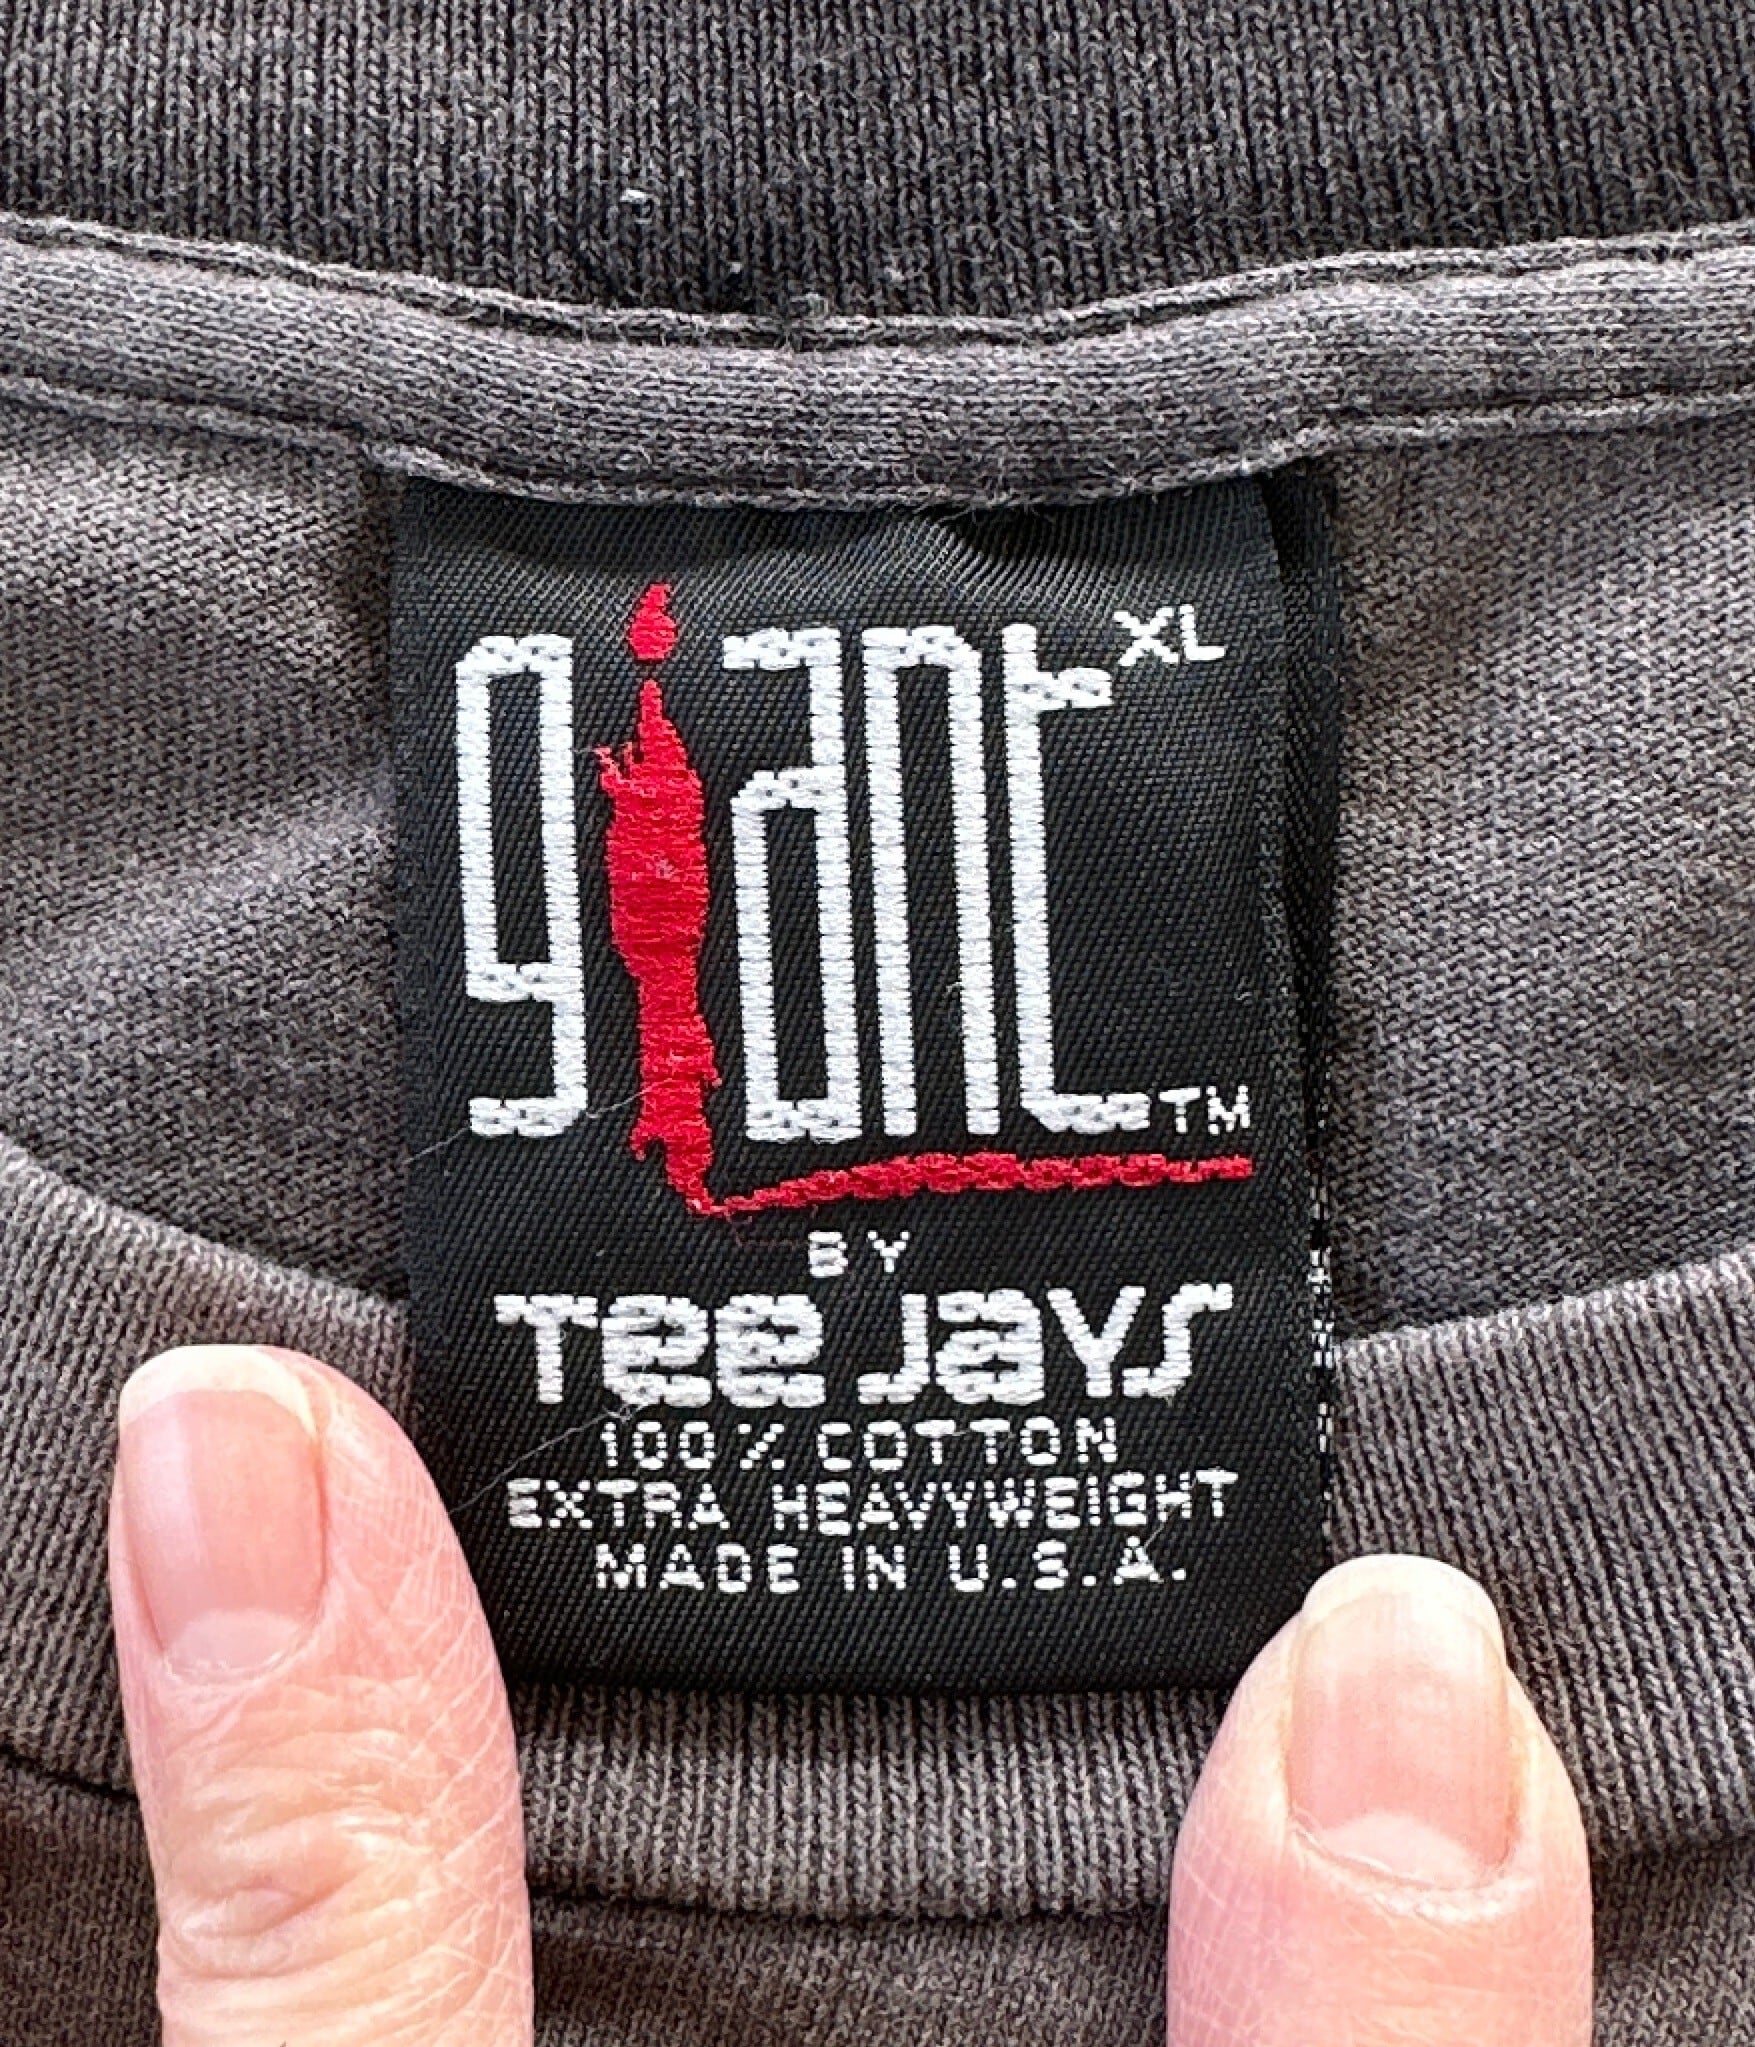 giant XL
TM
BY
Tee Jays
100% COTTON
EXTRA HEAVYWEIGHT
MADE IN U.S.A.